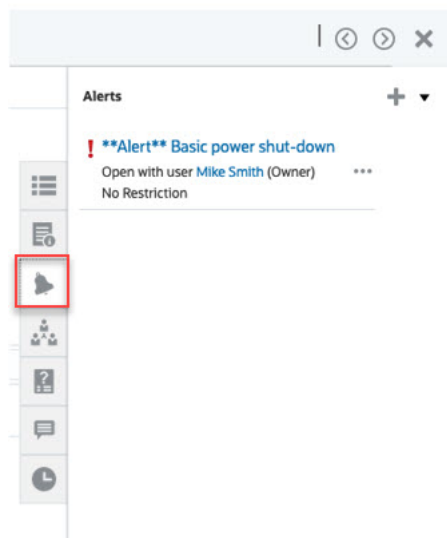 Alerts
**Alert** Basic power shut-down
Open with user Mike Smith (Owner)
No Restriction